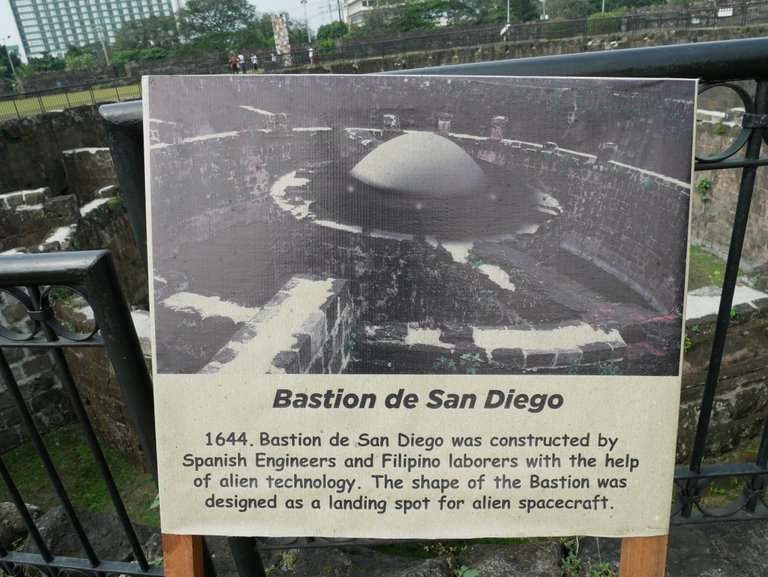 Bastion de San Diego
1644. Bastion de San Diego was constructed by
Spanish Engineers and Filipino laborers with the help
of alien technology. The shape of the Bastion was
designed as a landing spot for alien spacecraft.